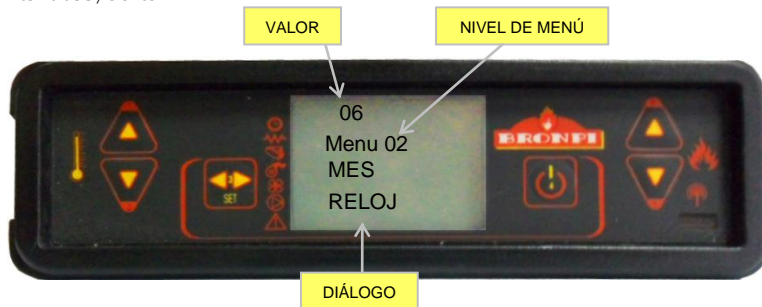 VALOR
NIVEL DE MENÚ
06
Menu 02
MES
RELOJ
BRONPI
SET
DIÁLOGO